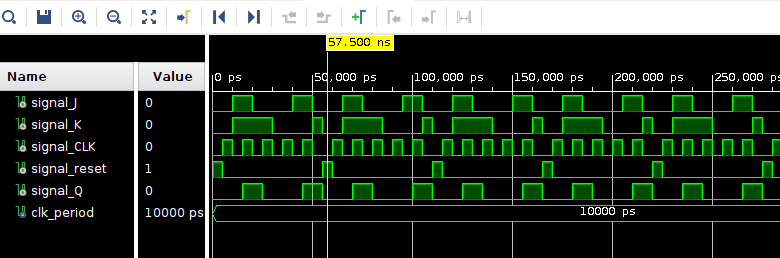 57.500 ns
Name Value
0 ps 50,000 ps 100,000 ps 150,000 ps 200,000 ps 250,000 ps
signal_J 0
signal_K 0
signal_CLK 0
signal_reset 1
signal_Q 0
clk_period 10000 ps 10000 ps